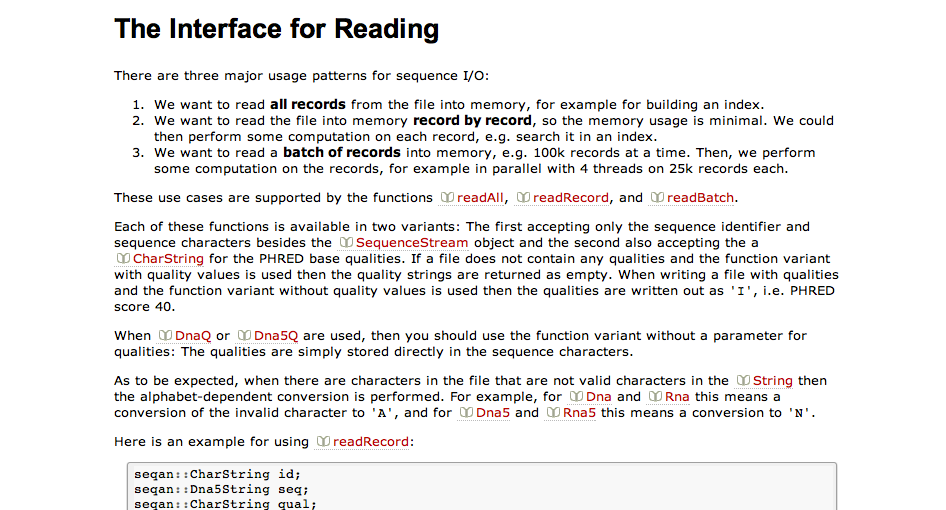 The Interface for Reading
There are three major usage patterns for sequence I/O:
1. We want to read all records from the file into memory, for example for building an index.
2. We want to read the file into memory record by record, so the memory usage is minimal. We could
then perform some computation on each record, e.g. search it in an index.
3. We want to read a batch of records into memory, e.g. 100k records at a time. Then, we perform
some computation on the records, for example in parallel with 4 threads on 25k records each.
These use cases are supported by the functions readAll, readRecord, and readBatch.
Each of these functions is available in two variants: The first accepting only the sequence identifier and
sequence characters besides the SequenceStream object and the second also accepting the a
CharString for the PHRED base qualities. If a file does not contain any qualities and the function variant
with quality values is used then the quality strings are returned as empty. When writing a file with qualities
and the function variant without quality values is used then the qualities are written out as 'I', i.e. PHRED
score 40.
When DnaQ or Dna5Q are used, then you should use the function variant without a parameter for
qualities: The qualities are simply stored directly in the sequence characters.
As to be expected, when there are characters in the file that are not valid characters in the String then
the alphabet-dependent conversion is performed. For example, for Dna and Rna this means a
conversion of the invalid character to 'A', and for Dna5 and Rna5 this means a conversion to 'N'.
Here is an example for using readRecord:
seqan::CharString id;
seqan::Dna5String seq;
seqan::CharString qual;